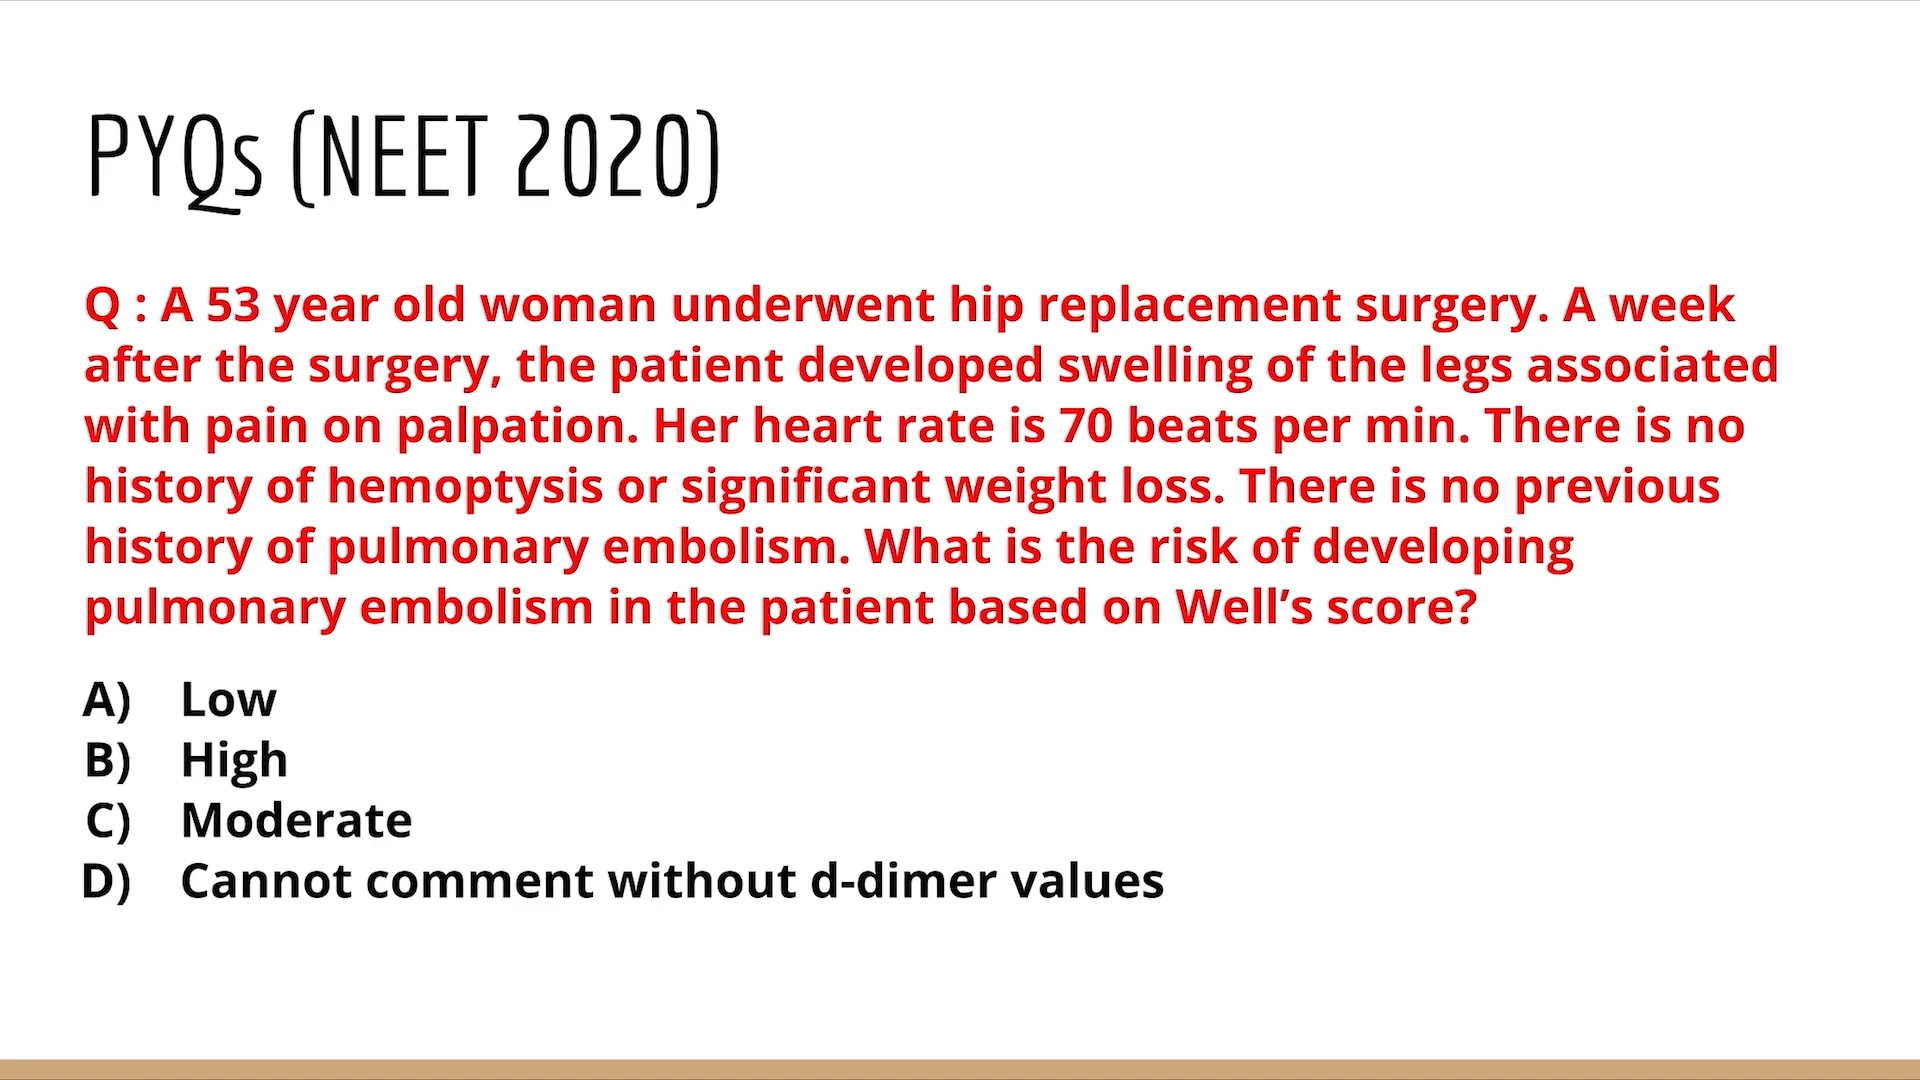 PYQs (NEET 2020)
Q : A 53 year old woman underwent hip replacement surgery. A week
after the surgery, the patient developed swelling of the legs associated
with pain on palpation. Her heart rate is 70 beats per min. There is no
history of hemoptysis or significant weight loss. There is no previous
history of pulmonary embolism. What is the risk of developing
pulmonary embolism in the patient based on Well’s score?
A) Low
B) High
C) Moderate
D) Cannot comment without d-dimer values